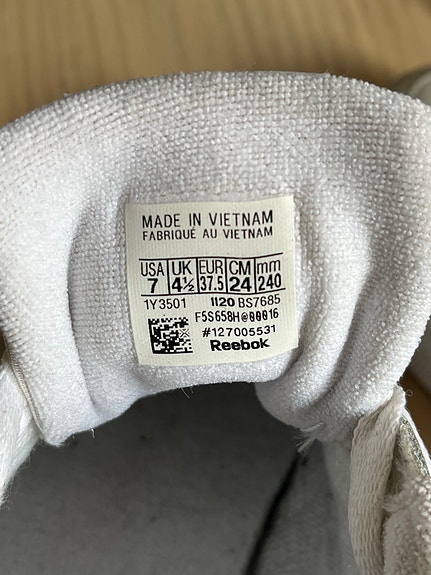 MADE IN VIETNAM
FABRIQUÉ AU VIETNAM
USA UK EUR CM mm
7 4½ 37.5 24 240
1Y3501 1120 BS7685
F5S658H@00016
#127005531
Reebok